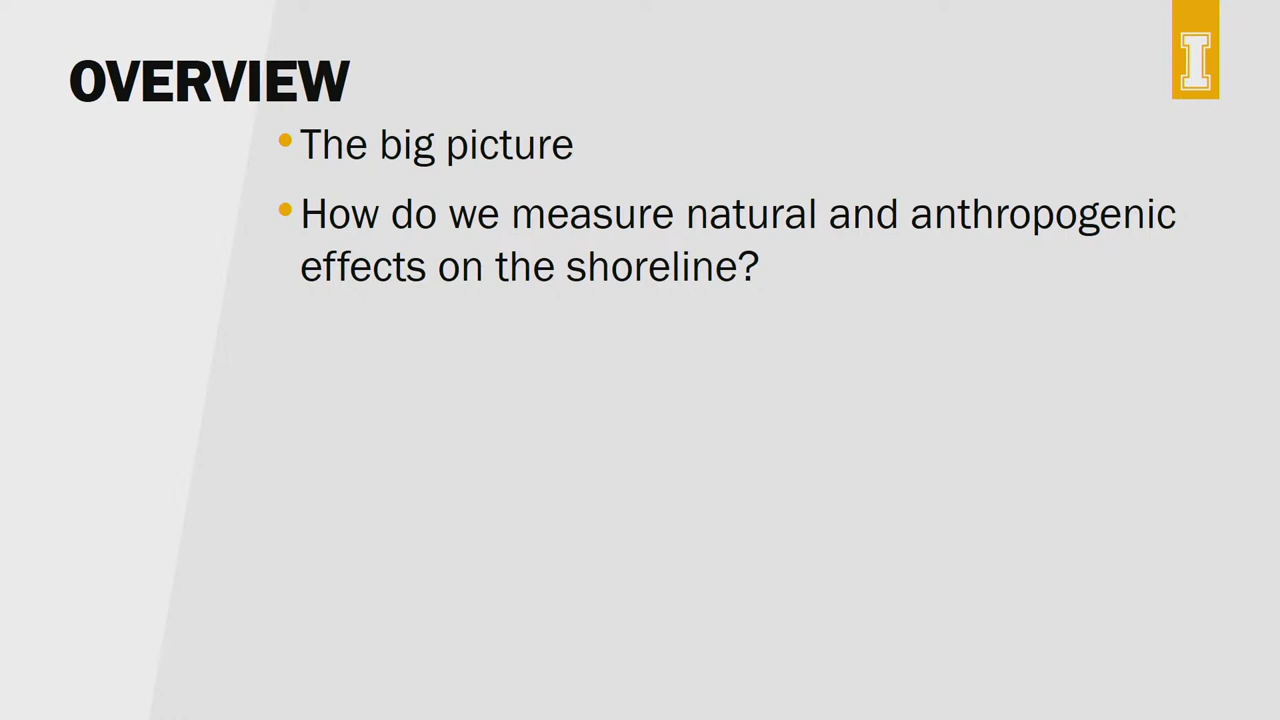 I
OVERVIEW
• The big picture
• How do we measure natural and anthropogenic
effects on the shoreline?